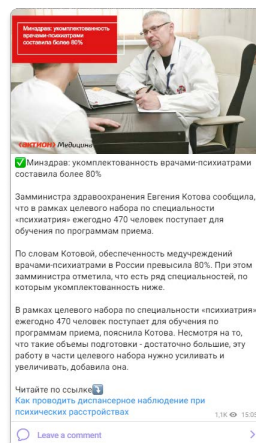 Минздрав: укомплектованность
врачами-психиатрами
составила более 80%
(АКТИОН) Медицина
✅Минздрав: укомплектованность врачами-психиатрами
составила более 80%
Замминистра здравоохранения Евгения Котова сообщила,
что в рамках целевого набора по специальности
«психиатрия» ежегодно 470 человек поступает для
обучения по программам приема.
По словам Котовой, обеспеченность медучреждений
врачами-психиатрами в России превысила 80%. При этом
замминистра отметила, что есть ряд специальностей, по
которым укомплектованность ниже.
В рамках целевого набора по специальности «психиатрия»
ежегодно 470 человек поступает для обучения по
программам приема, пояснила Котова. Несмотря на то,
что такие объемы подготовки - достаточно большие, эту
работу в части целевого набора нужно усиливать и
увеличивать, добавила она.
Читайте по ссылке⬇️
Как проводить диспансерное наблюдение при
психических расстройствах
1,1K 15:05
Leave a comment